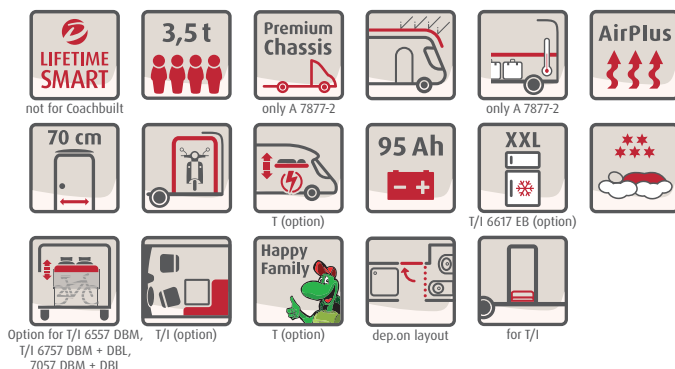 LIFETIME
SMART
not for Coachbuilt
3,5 t
Premium
Chassis
only A 7877-2
only A 7877-2
AirPlus
70 cm
T (option)
95 Ah
XXL
T/I 6617 EB (option)
Option for T/I 6557 DBM,
T/I 6757 DBM + DBL,
7057 DBM + DBL
T/I (option)
Happy
Family
T (option)
dep.on layout
for T/I